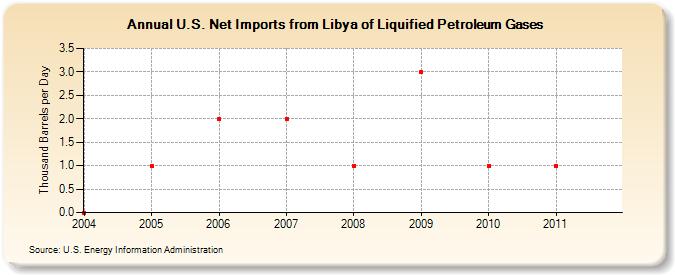 Annual U.S. Net Imports from Libya of Liquified Petroleum Gases
Thousand Barrels per Day
3.5
3.0
2.5
2.0
1.5
1.0
0.5
0.0
2004 2005 2006 2007 2008 2009 2010 2011
Source: U.S. Energy Information Administration